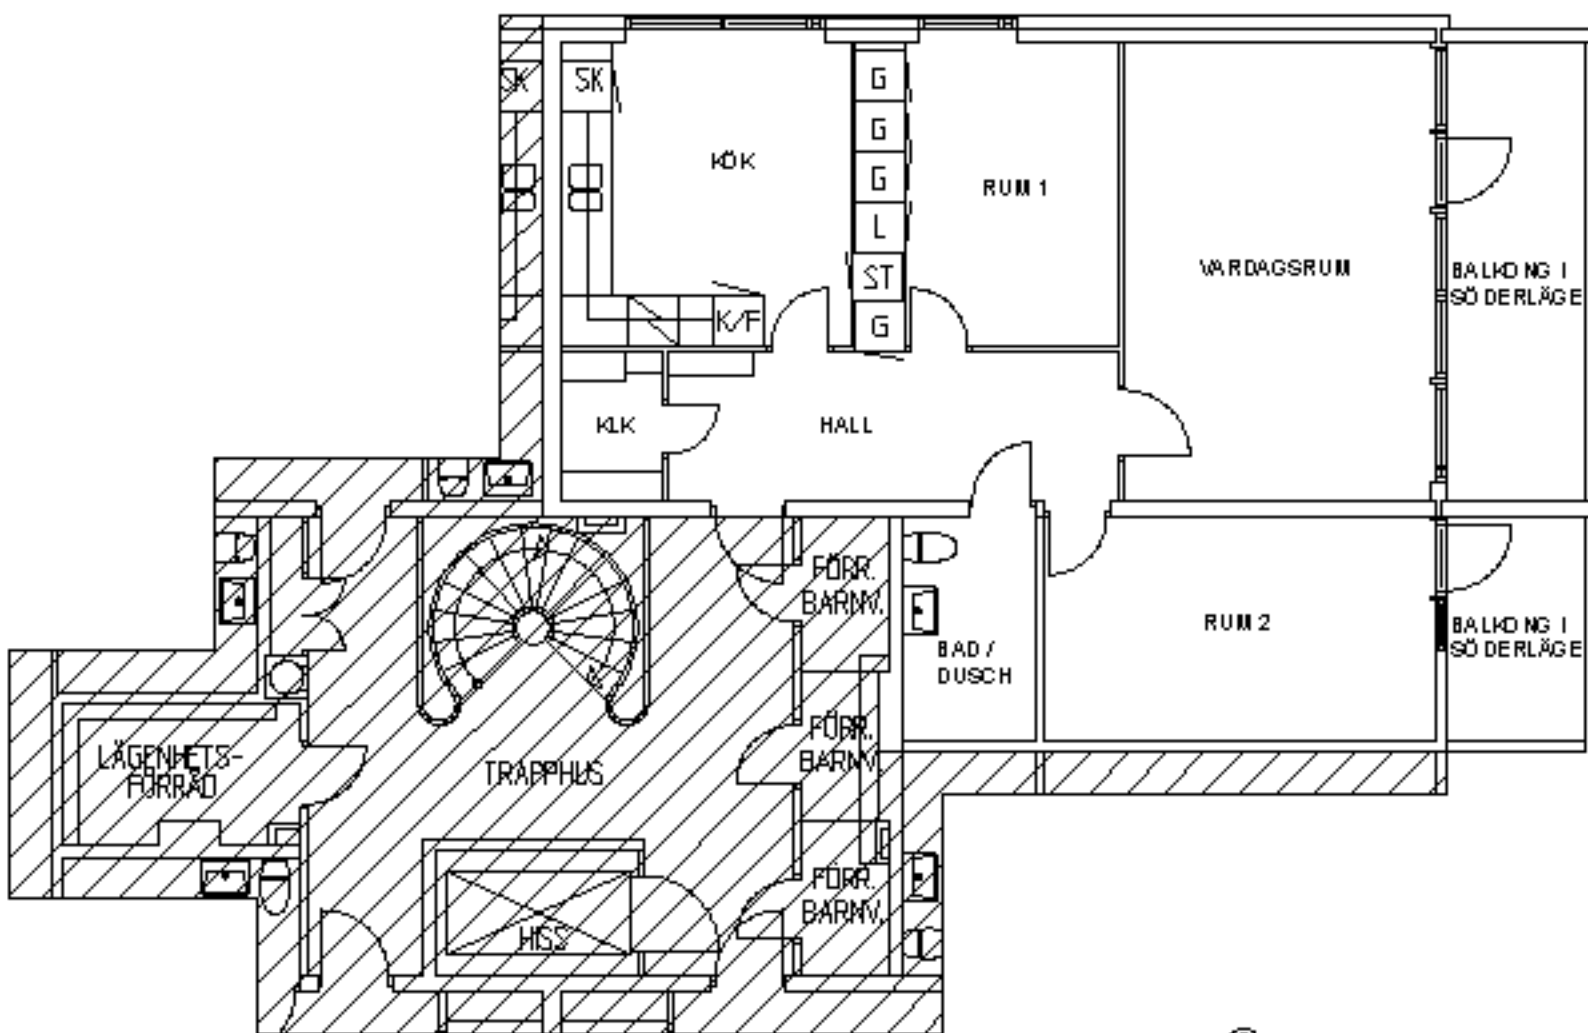 SK
SK
G
G
G
L
ST
G
KÖK
RUM 1
VARDAGSRUM
BALKONG I
SÖDERLÄGE
K/F
KLK
HALL
FÖRR.
BARNV.
BAD /
DUSCH
RUM 2
BALKONG I
SÖDERLÄGE
LÄGENHETS-
FÖRRÅD
TRAPPHUS
FÖRR.
BARNV.
FÖRR.
BARNV.
HISS